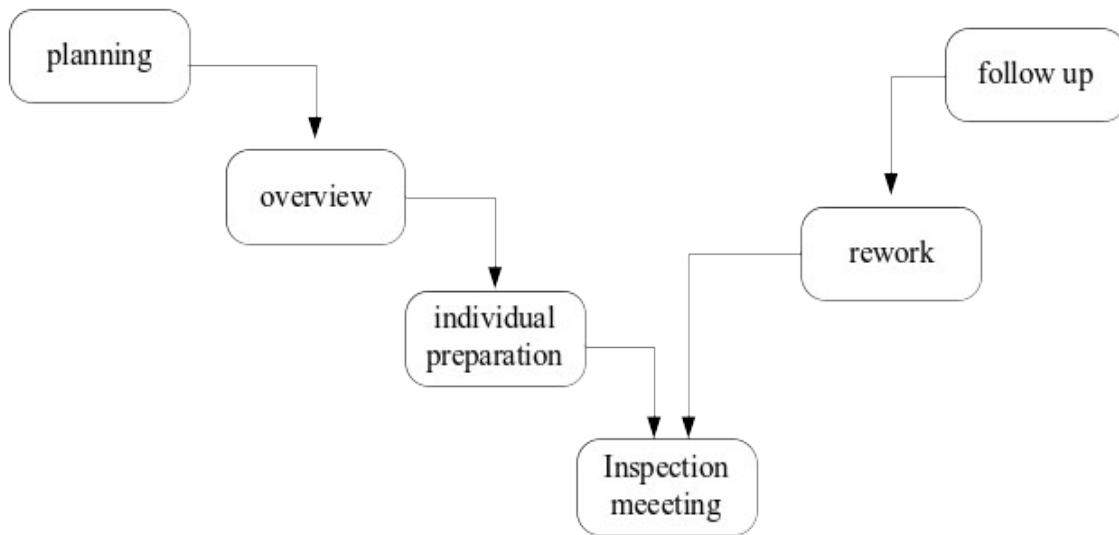 planning
follow up
overview
rework
individual
preparation
Inspection
meeeting